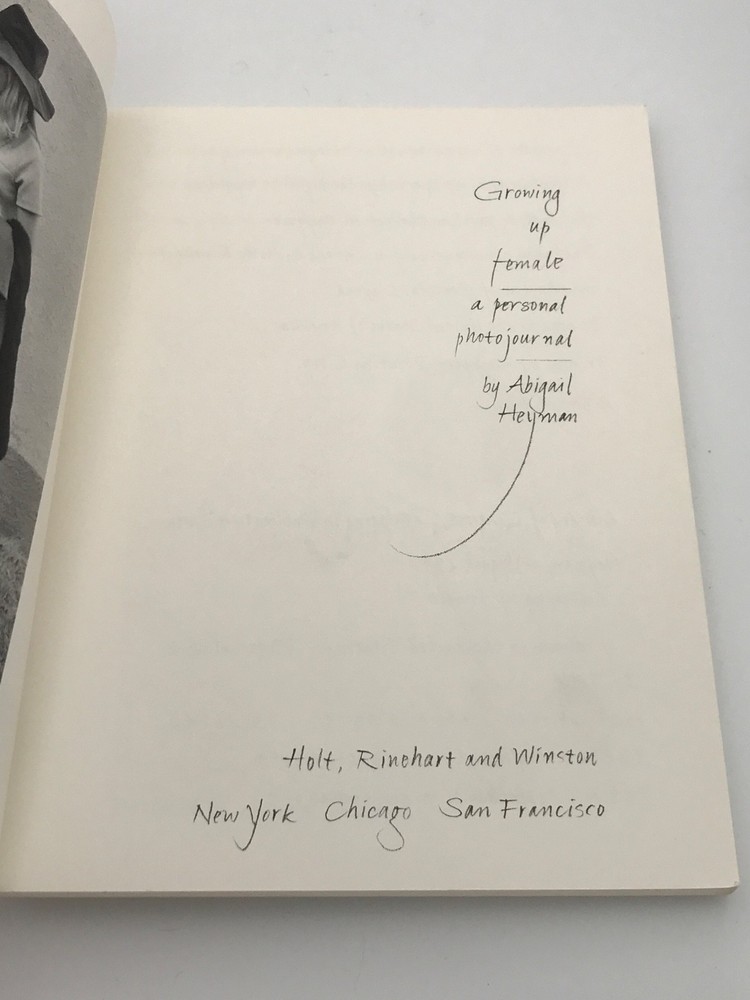 Growing
up
female
a personal
photojournal
by Abigail
Heyman
Holt, Rinehart and Winston
New York Chicago San Francisco